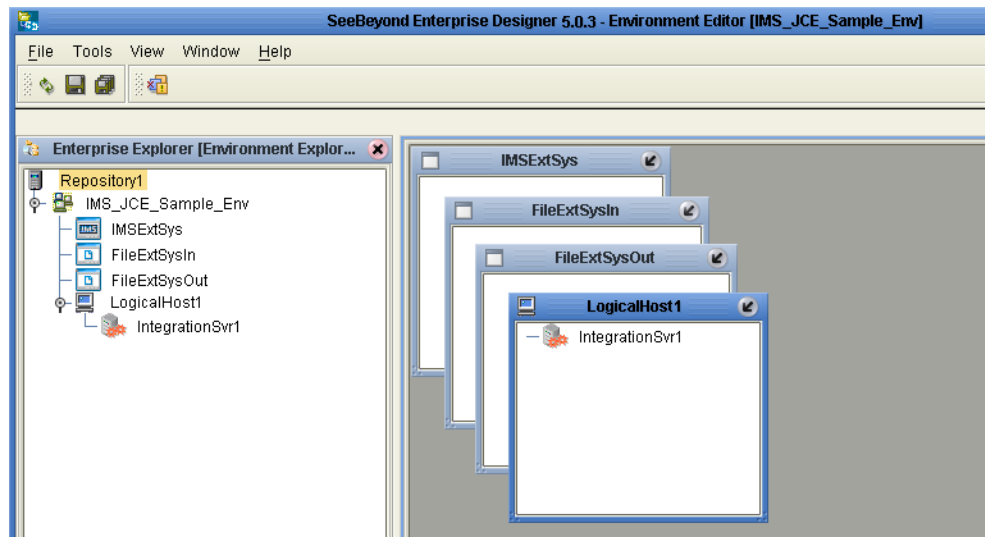 SeeBeyond Enterprise Designer 5.0.3 - Environment Editor [IMS_JCE_Sample_Env]
File Tools View Window Help
Enterprise Explorer [Environment Explor...
Repository1
IMS_JCE_Sample_Env
IMS IMSExtSys
FileExtSysIn
FileExtSysOut
LogicalHost1
IntegrationSvr1
IMSExtSys
FileExtSysIn
FileExtSysOut
LogicalHost1
IntegrationSvr1